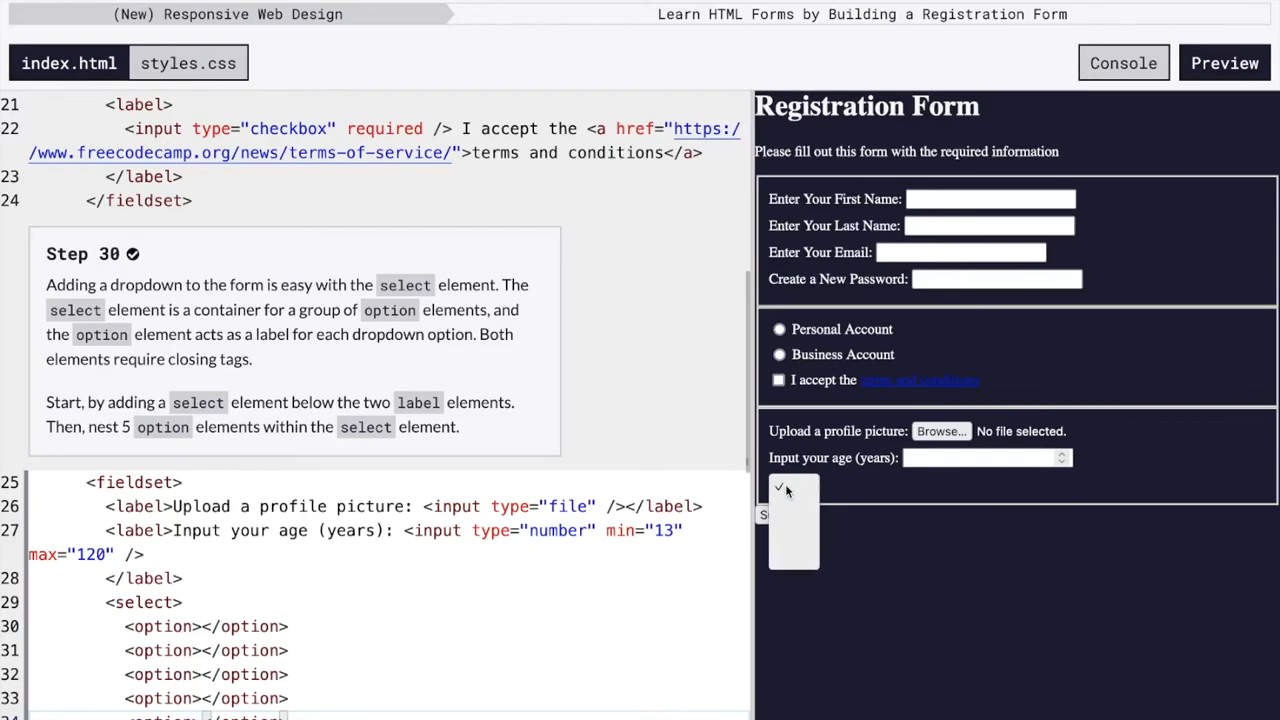 (New) Responsive Web Design
Learn HTML Forms by Building a Registration Form
index.html
styles.css
Console
Preview
21 <label>
22 <input type="checkbox" required /> I accept the <a href="https:/
/www.freecodecamp.org/news/terms-of-service/">terms and conditions</a>
23 </label>
24 </fieldset>
Step 30
Adding a dropdown to the form is easy with the select element. The
select element is a container for a group of option elements, and
the option element acts as a label for each dropdown option. Both
elements require closing tags.
Start, by adding a select element below the two label elements.
Then, nest 5 option elements within the select element.
25 <fieldset>
26 <label>Upload a profile picture: <input type="file" /></label>
27 <label>Input your age (years): <input type="number" min="13"
max="120" />
28 </label>
29 <select>
30 <option></option>
31 <option></option>
32 <option></option>
33 <option></option>
Registration Form
Please fill out this form with the required information
Enter Your First Name:
Enter Your Last Name:
Enter Your Email:
Create a New Password:
Personal Account
Business Account
I accept the terms and conditions
Upload a profile picture: Browse... No file selected.
Input your age (years):